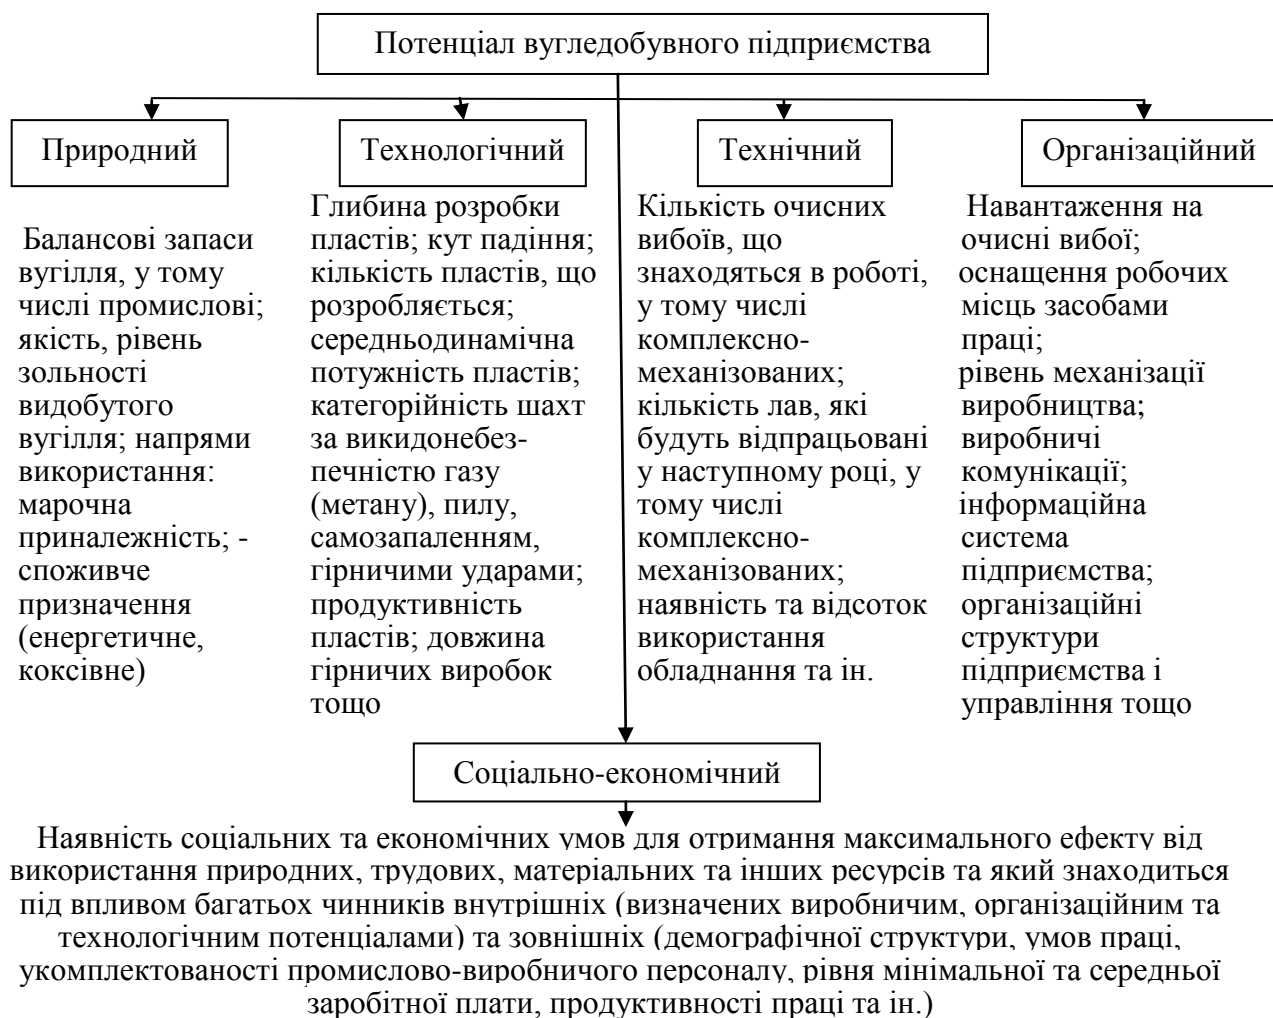 Потенціал вугледобувного підприємства
Природний
Технологічний
Технічний
Організаційний
Балансові запаси
вугілля, у тому
числі промислові;
якість, рівень
зольності
видобутого
вугілля; напрями
використання:
марочна
приналежність; -
споживче
призначення
(енергетичне,
коксівне)
Глибина розробки
пластів; кут падіння;
кількість пластів, що
розробляється;
середньодинамічна
потужність пластів;
категорійність шахт
за викидонебез-
печністю газу
(метану), пилу,
самозапаленням,
гірничими ударами;
продуктивність
пластів; довжина
гірничих виробок
тощо
Кількість очисних
вибоїв, що
знаходяться в роботі,
у тому числі
комплексно-
механізованих;
кількість лав, які
будуть відпрацьовані
у наступному році, у
тому числі
комплексно-
механізованих;
наявність та відсоток
використання
обладнання та ін.
Навантаження на
очисні вибої;
оснащення робочих
місць засобами
праці;
рівень механізації
виробництва;
виробничі
комунікації;
інформаційна
система
підприємства;
організаційні
структури
підприємства і
управління тощо
Соціально-економічний
Наявність соціальних та економічних умов для отримання максимального ефекту від
використання природних, трудових, матеріальних та інших ресурсів та який знаходиться
під впливом багатьох чинників внутрішніх (визначених виробничим, організаційним та
технологічним потенціалами) та зовнішніх (демографічної структури, умов праці,
укомплектованості промислово-виробничого персоналу, рівня мінімальної та середньої
заробітної плати, продуктивності праці та ін.)